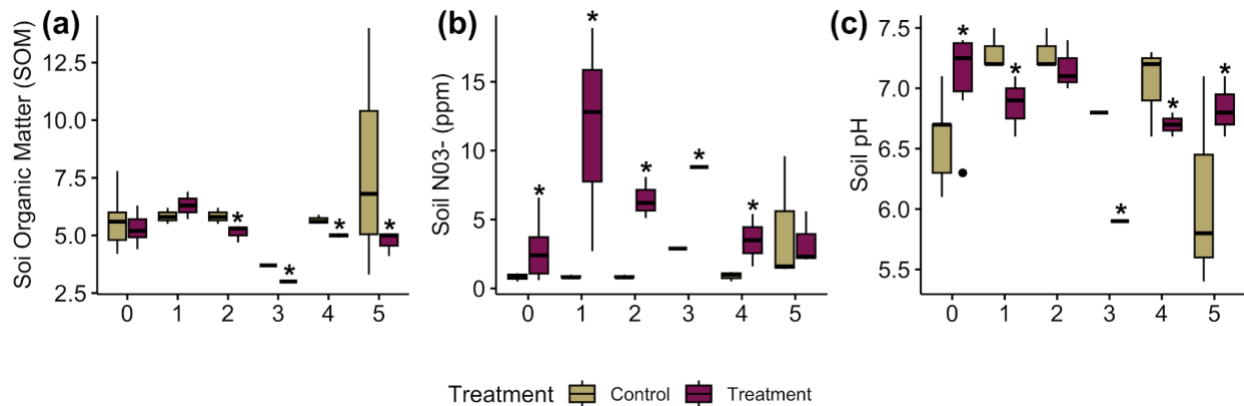 (a)
Soi Organic Matter (SOM)
12.5
10.0
7.5
5.0
2.5
* * * *
0 1 2 3 4 5
(b)
Soil N03- (ppm)
15
10
5
0
* * * * *
0 1 2 3 4 5
(c)
Soil pH
7.5
7.0
6.5
6.0
5.5
* * * * *
0 1 2 3 4 5
Treatment Control Treatment